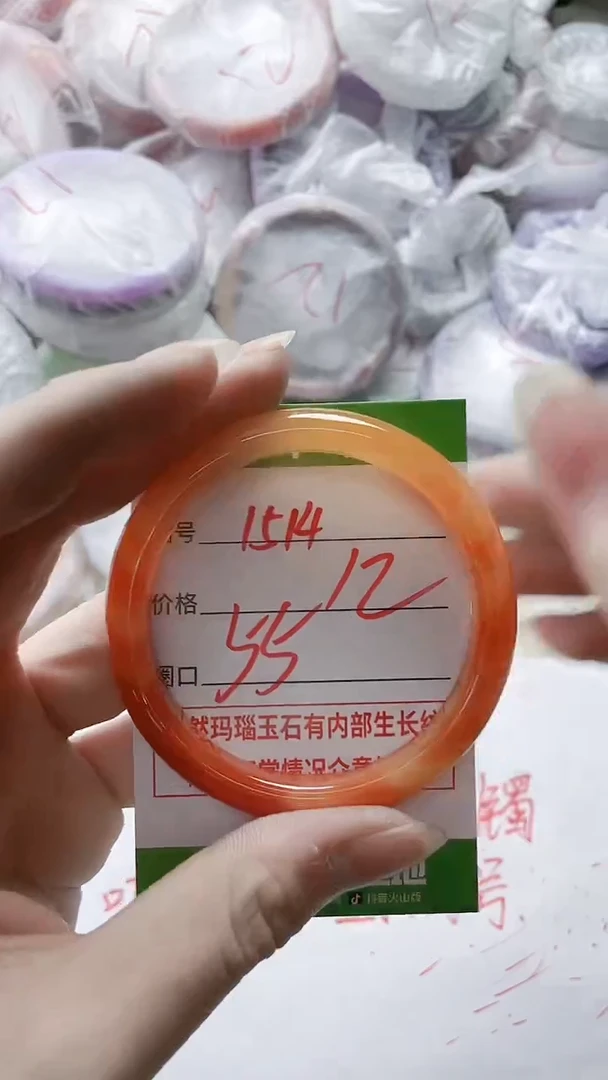 号 1514
价格 12
圈口 55
然玛瑙玉石有内部生长纹
常情况介意
镯
号
抖音火山版